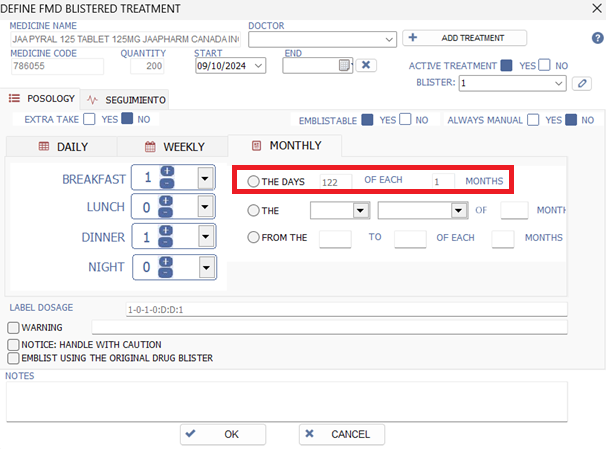 DEFINE FMD BLISTERED TREATMENT
MEDICINE NAME DOCTOR
JAAPYRAL 125 TABLET 125MG JAAPHARM CANADA IN ADD TREATMENT
MEDICINE CODE QUANTITY START END ACTIVE TREATMENT YES NO
786055 200 09/10/2024 BLISTER: 1
POSOLOGY SEGUIMIENTO
EXTRA TAKE YES NO EMBLISTABLE YES NO ALWAYS MANUAL YES NO
DAILY WEEKLY MONTHLY
BREAKFAST 1 THE DAYS 122 OF EACH 1 MONTHS
LUNCH 0 THE OF MONTH
DINNER 1 FROM THE TO OF EACH MONTHS
NIGHT 0
LABEL DOSAGE 1-0-1-0:D:D:1
WARNING
NOTICE: HANDLE WITH CAUTION
EMBLIST USING THE ORIGINAL DRUG BLISTER
NOTES
OK CANCEL